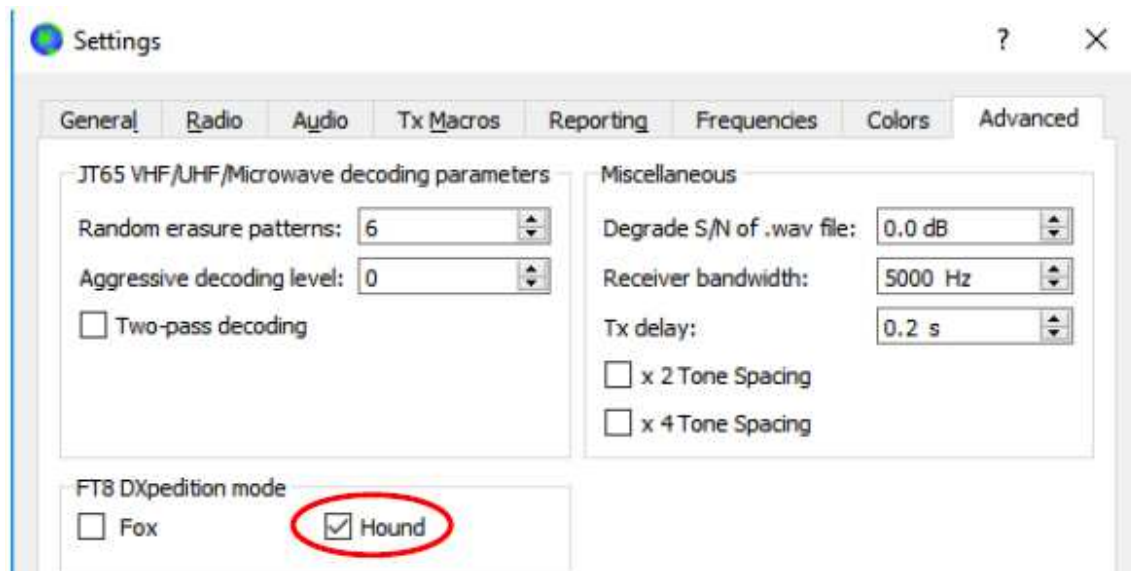 Settings
General Radio Audio Tx Macros Reporting Frequencies Colors Advanced
JT65 VHF/UHF/Microwave decoding parameters
Random erasure patterns: 6
Aggressive decoding level: 0
Two-pass decoding
Miscellaneous
Degrade S/N of .wav file: 0.0 dB
Receiver bandwidth: 5000 Hz
Tx delay: 0.2 s
x 2 Tone Spacing
x 4 Tone Spacing
FT8 DXpedition mode
Fox Hound